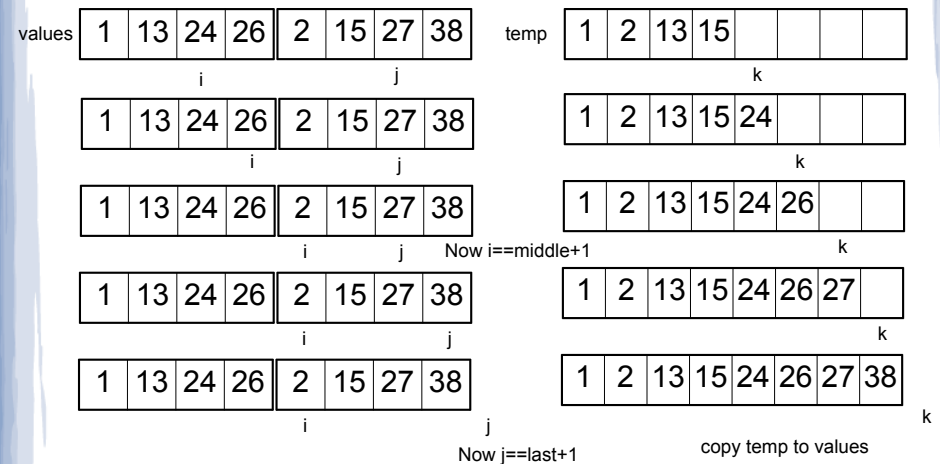 values 1 13 24 26 2 15 27 38 temp 1 2 13 15
i j k
1 13 24 26 2 15 27 38 1 2 13 15 24
i j k
1 13 24 26 2 15 27 38 1 2 13 15 24 26
i j Now i==middle+1 k
1 13 24 26 2 15 27 38 1 2 13 15 24 26 27
i j k
1 13 24 26 2 15 27 38 1 2 13 15 24 26 27 38
i j k
Now j==last+1 copy temp to values